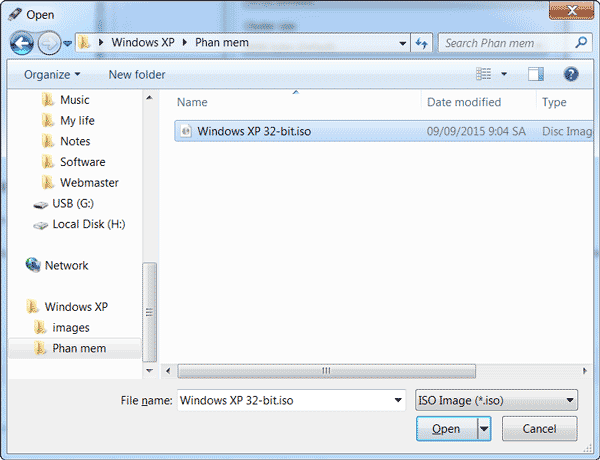 Open
Windows XP Phan mem
Search Phan mem
Organize New folder
Name Date modified Type
Music
My life
Notes
Software
Webmaster
USB (G:)
Local Disk (H:)
Network
Windows XP
images
Phan mem
Windows XP 32-bit.iso 09/09/2015 9:04 SA Disc Imag
File name: Windows XP 32-bit.iso ISO Image (*.iso)
Open Cancel